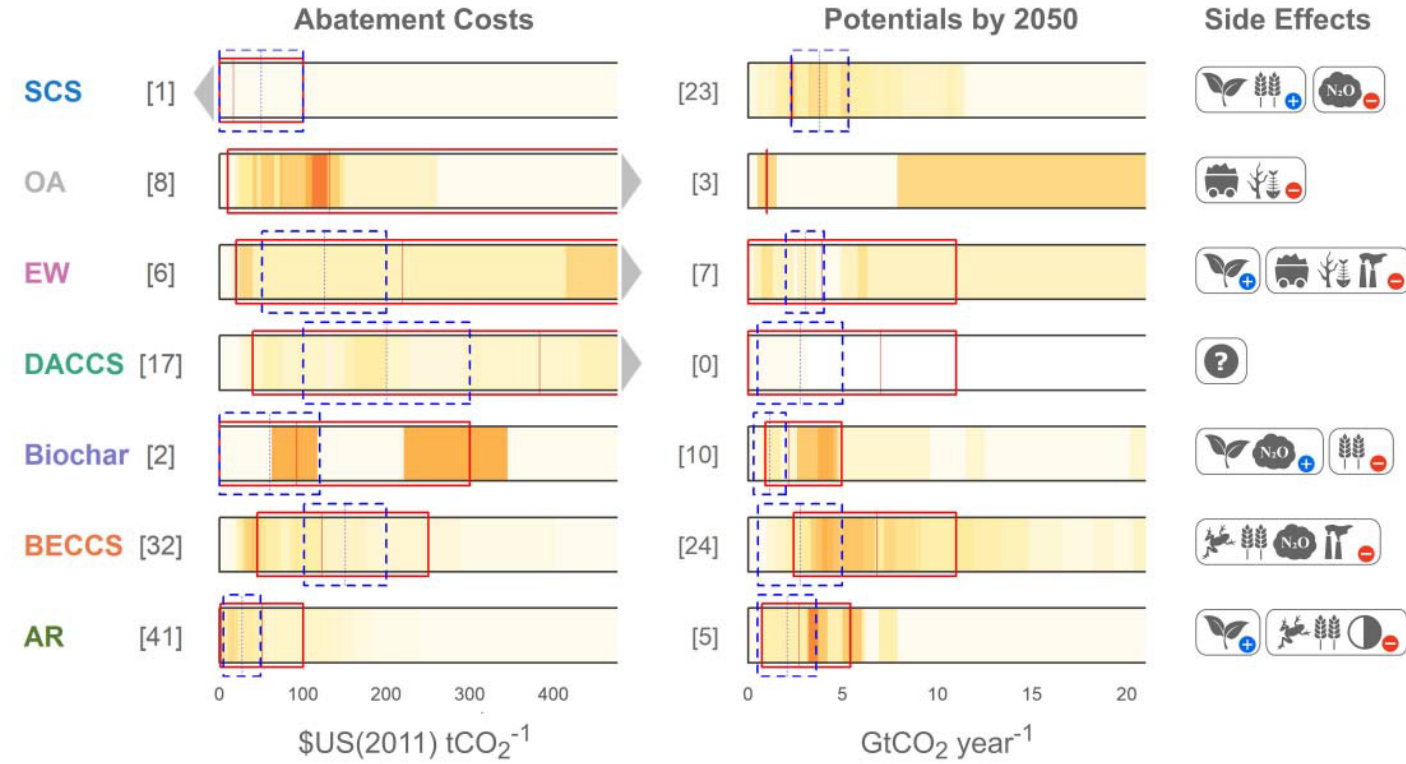 Abatement Costs Potentials by 2050 Side Effects
SCS [1] [23] N₂O
OA [8] [3]
EW [6] [7]
DACCS [17] [0] ?
Biochar [2] [10] N₂O
BECCS [32] [24] N₂O
AR [41] [5]
0 100 200 300 400 0 5 10 15 20
$US(2011) tCO₂⁻¹ GtCO₂ year⁻¹